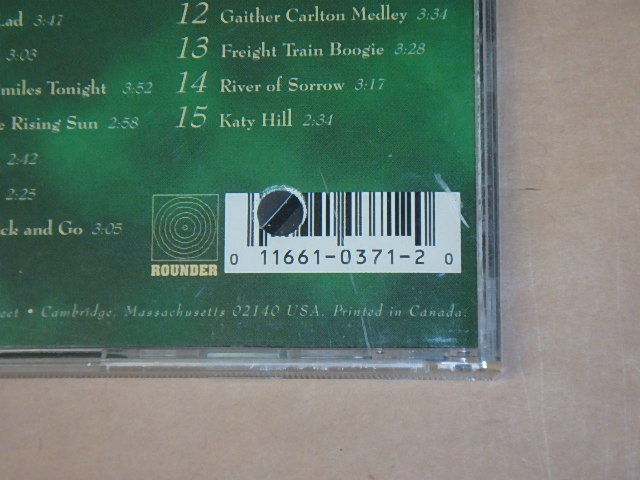 Lad 3:47
3:03
miles Tonight 3:52
e Rising Sun 2:58
2:42
2:25
ck and Go 3:05
12 Gaither Carlton Medley 3:34
13 Freight Train Boogie 3:28
14 River of Sorrow 3:17
15 Katy Hill 2:34
ROUNDER
0 11661-0371-2 0
eet • Cambridge, Massachusetts 02140 USA. Printed in Canada.